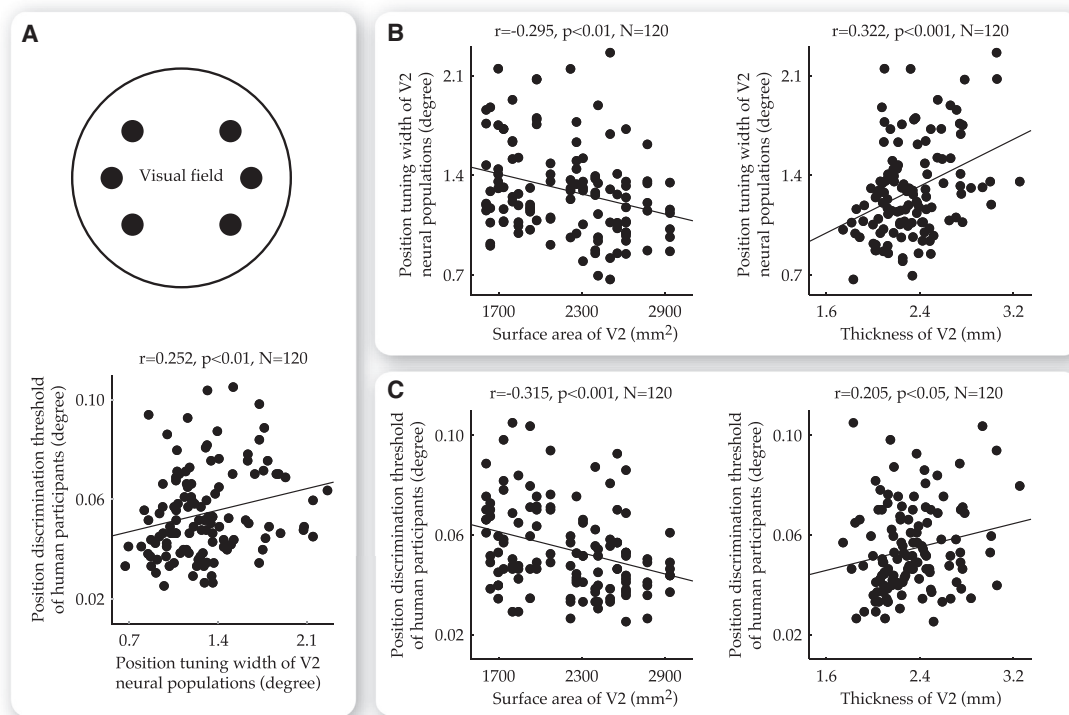 A
Visual field
r=0.252, p<0.01, N=120
Position discrimination threshold
of human participants (degree)
0.10
0.06
0.02
0.7 1.4 2.1
Position tuning width of V2
neural populations (degree)
B
r=-0.295, p<0.01, N=120
Position tuning width of V2
neural populations (degree)
2.1
1.4
0.7
1700 2300 2900
Surface area of V2 (mm²)
r=0.322, p<0.001, N=120
Position tuning width of V2
neural populations (degree)
2.1
1.4
0.7
1.6 2.4 3.2
Thickness of V2 (mm)
C
r=-0.315, p<0.001, N=120
Position discrimination threshold
of human participants (degree)
0.10
0.06
0.02
1700 2300 2900
Surface area of V2 (mm²)
r=0.205, p<0.05, N=120
Position discrimination threshold
of human participants (degree)
0.10
0.06
0.02
1.6 2.4 3.2
Thickness of V2 (mm)